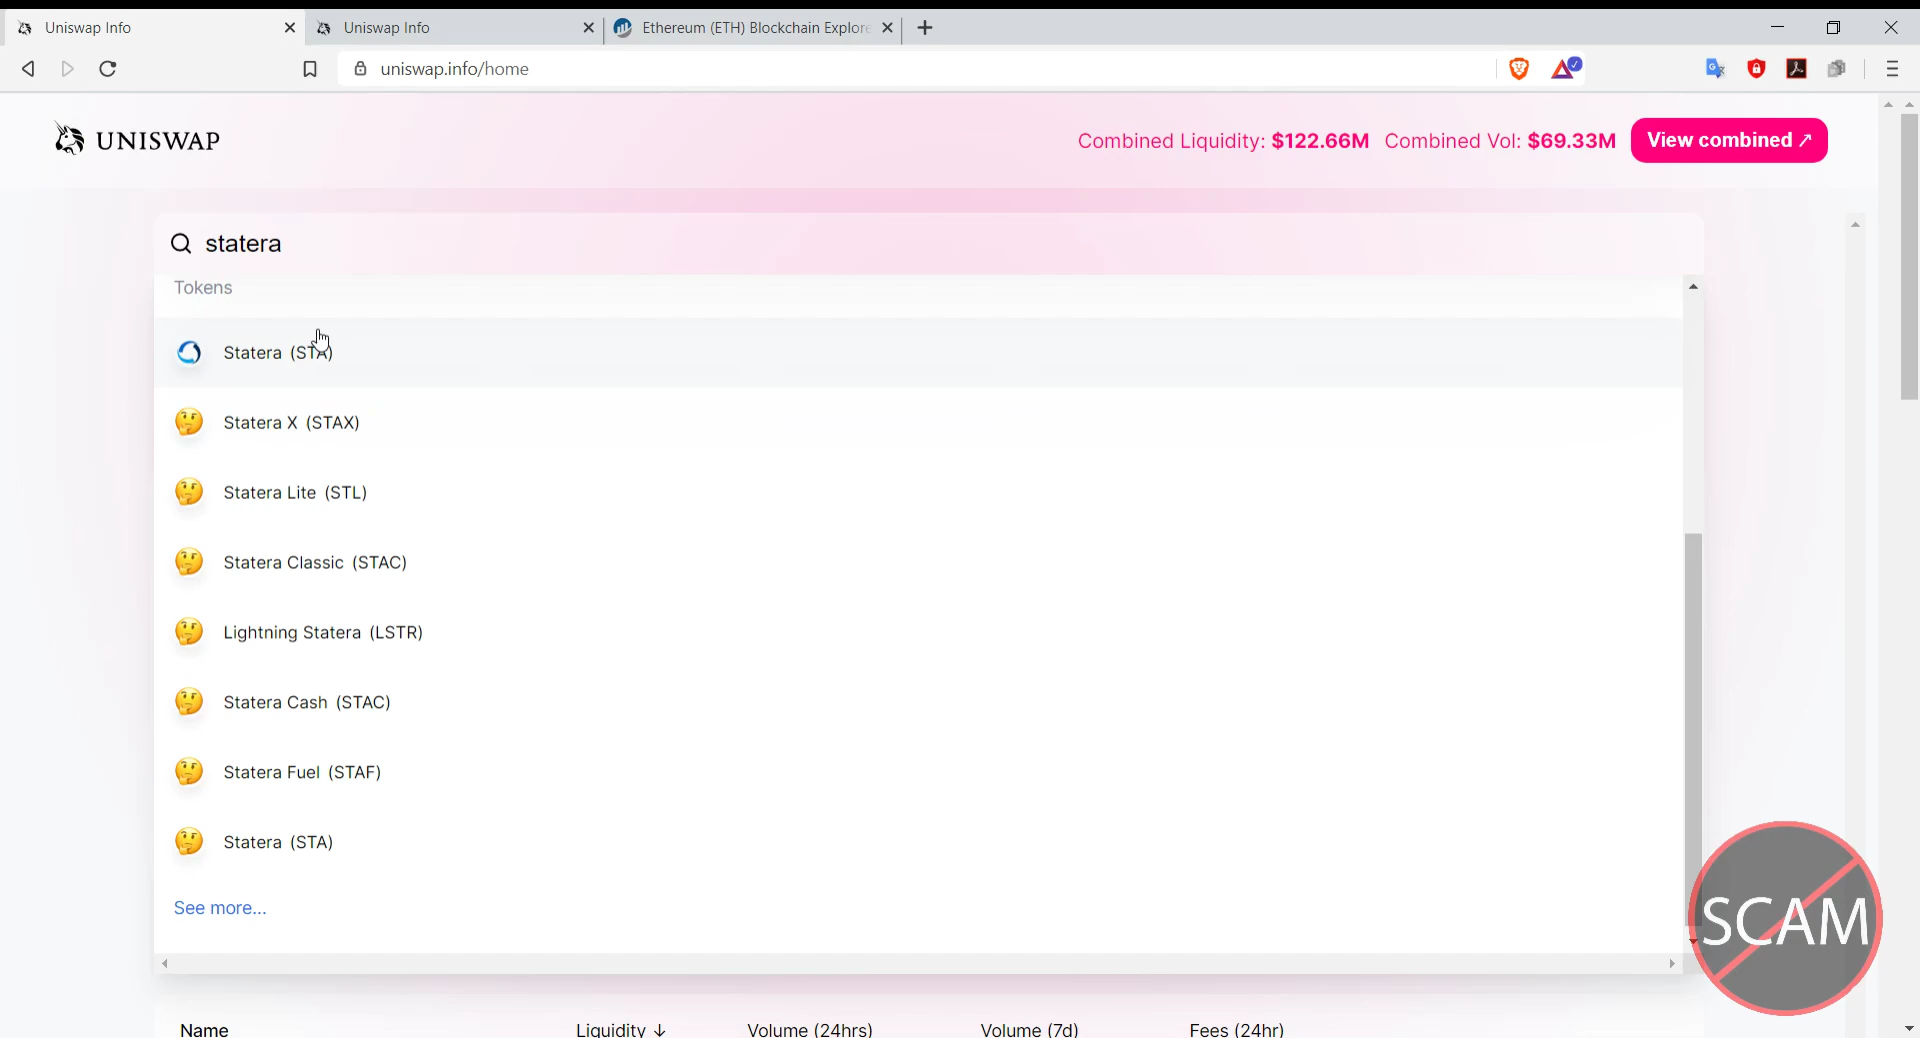 Uniswap Info
Uniswap Info
Ethereum (ETH) Blockchain Explore
uniswap.info/home
UNISWAP
Combined Liquidity: $122.66M Combined Vol: $69.33M View combined ↗
statera
Tokens
Statera (STA)
Statera X (STAX)
Statera Lite (STL)
Statera Classic (STAC)
Lightning Statera (LSTR)
Statera Cash (STAC)
Statera Fuel (STAF)
Statera (STA)
See more...
SCAM
Name Liquidity ↓ Volume (24hrs) Volume (7d) Fees (24hr)